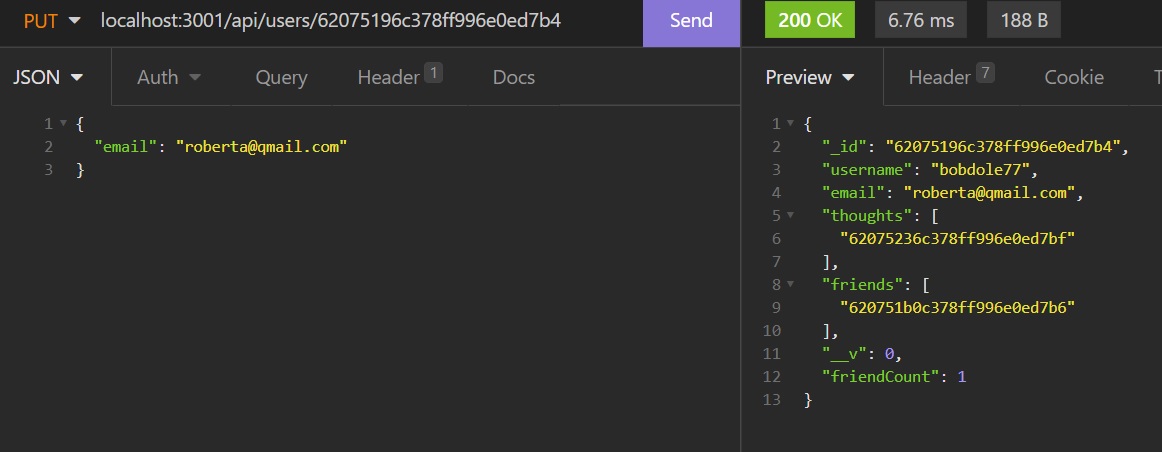 PUT localhost:3001/api/users/62075196c378ff996e0ed7b4 Send 200 OK 6.76 ms 188 B
JSON Auth Query Header 1 Docs Preview Header 7 Cookie T
1 {
2 "email": "roberta@qmail.com"
3 }
1 {
2 "_id": "62075196c378ff996e0ed7b4",
3 "username": "bobdole77",
4 "email": "roberta@qmail.com",
5 "thoughts": [
6 "62075236c378ff996e0ed7bf"
7 ],
8 "friends": [
9 "620751b0c378ff996e0ed7b6"
10 ],
11 "__v": 0,
12 "friendCount": 1
13 }